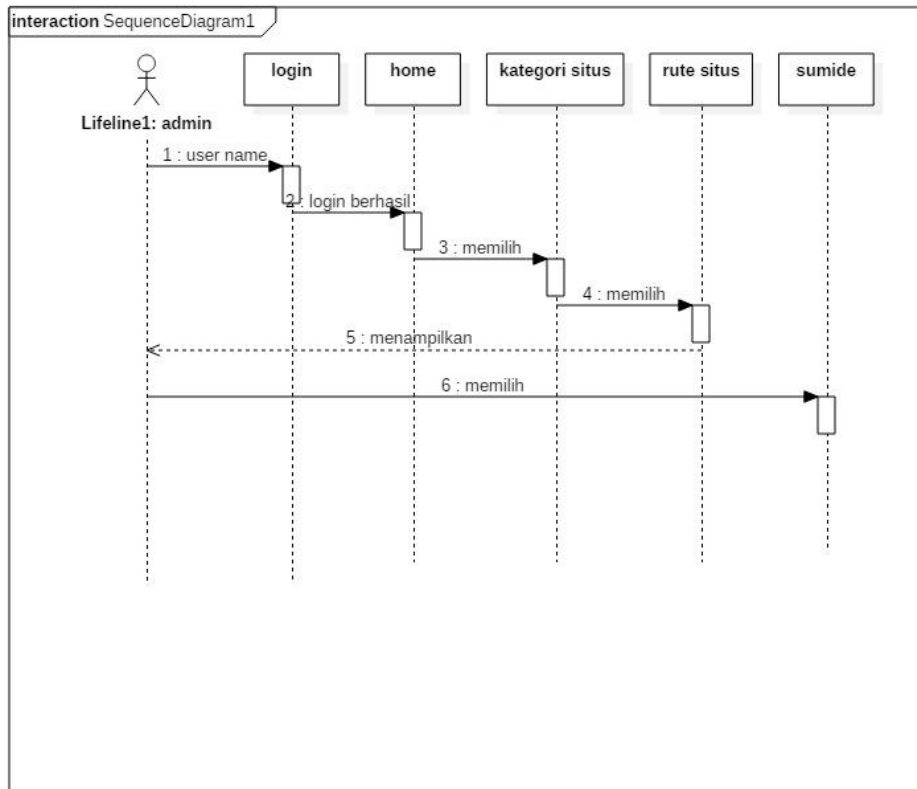 interaction SequenceDiagram1
login
home
kategori situs
rute situs
sumide
Lifeline1: admin
1 : user name
2 : login berhasil
3 : memilih
4 : memilih
5 : menampilkan
6 : memilih